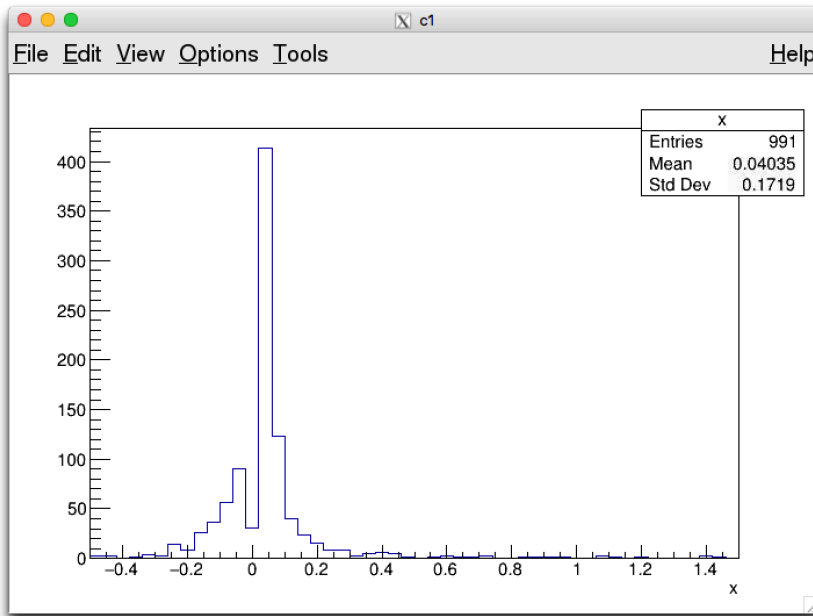 c1
File Edit View Options Tools Help
x
Entries 991
Mean 0.04035
Std Dev 0.1719
400
350
300
250
200
150
100
50
0
−0.4 −0.2 0 0.2 0.4 0.6 0.8 1 1.2 1.4
x